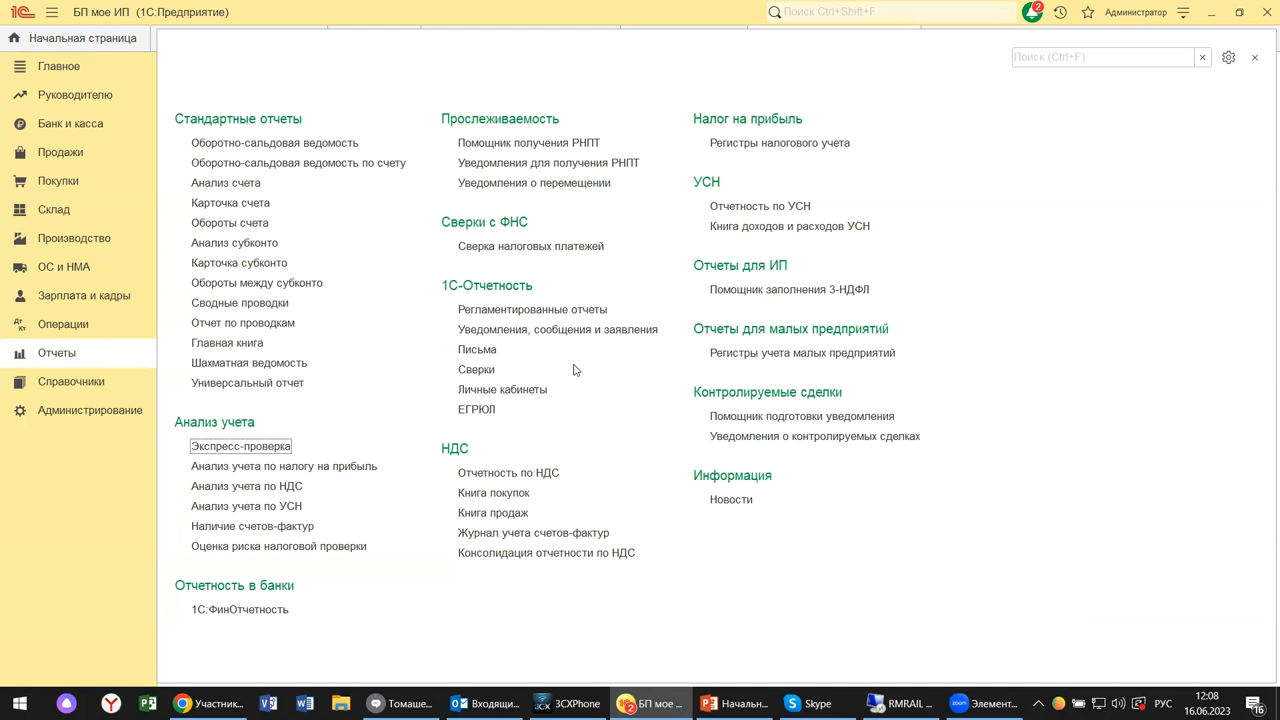 БП мое ИП (1С:Предприятие)
Поиск Ctrl+Shift+F
2
Администратор
Начальная страница
Главное
Руководителю
Банк и касса
Продажи
Покупки
Склад
Производство
ОС и НМА
Зарплата и кадры
Операции
Отчеты
Справочники
Администрирование
Поиск (Ctrl+F)
Стандартные отчеты
Оборотно-сальдовая ведомость
Оборотно-сальдовая ведомость по счету
Анализ счета
Карточка счета
Обороты счета
Анализ субконто
Карточка субконто
Обороты между субконто
Сводные проводки
Отчет по проводкам
Главная книга
Шахматная ведомость
Универсальный отчет
Анализ учета
Экспресс-проверка
Анализ учета по налогу на прибыль
Анализ учета по НДС
Анализ учета по УСН
Наличие счетов-фактур
Оценка риска налоговой проверки
Отчетность в банки
1С:ФинОтчетность
Прослеживаемость
Помощник получения РНПТ
Уведомления для получения РНПТ
Уведомления о перемещении
Сверки с ФНС
Сверка налоговых платежей
1С-Отчетность
Регламентированные отчеты
Уведомления, сообщения и заявления
Письма
Сверки
Личные кабинеты
ЕГРЮЛ
НДС
Отчетность по НДС
Книга покупок
Книга продаж
Журнал учета счетов-фактур
Консолидация отчетности по НДС
Налог на прибыль
Регистры налогового учета
УСН
Отчетность по УСН
Книга доходов и расходов УСН
Отчеты для ИП
Помощник заполнения 3-НДФЛ
Отчеты для малых предприятий
Регистры учета малых предприятий
Контролируемые сделки
Помощник подготовки уведомления
Уведомления о контролируемых сделках
Информация
Новости
Участник...
Томаше...
Входящи...
3CXPhone
БП мое ...
Начальн...
Skype
RMRAIL ...
Элемент...
РУС
12:08
16.06.2023
16